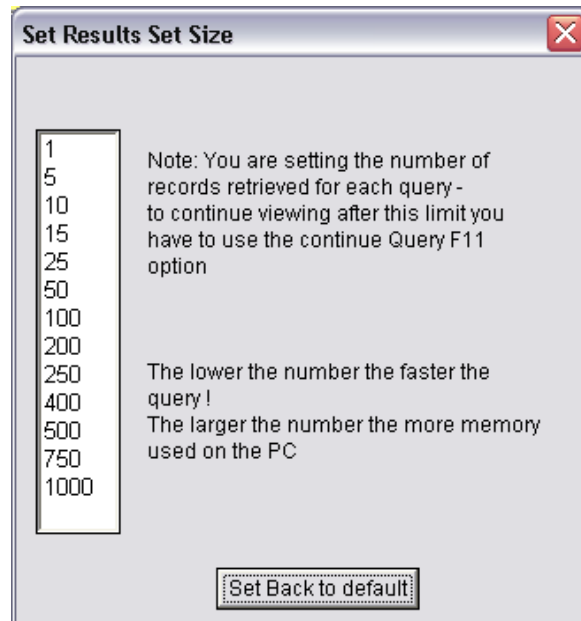 Set Results Set Size
1
5
10
15
25
50
100
200
250
400
500
750
1000
Note: You are setting the number of
records retrieved for each query -
to continue viewing after this limit you
have to use the continue Query F11
option
The lower the number the faster the
query !
The larger the number the more memory
used on the PC
Set Back to default